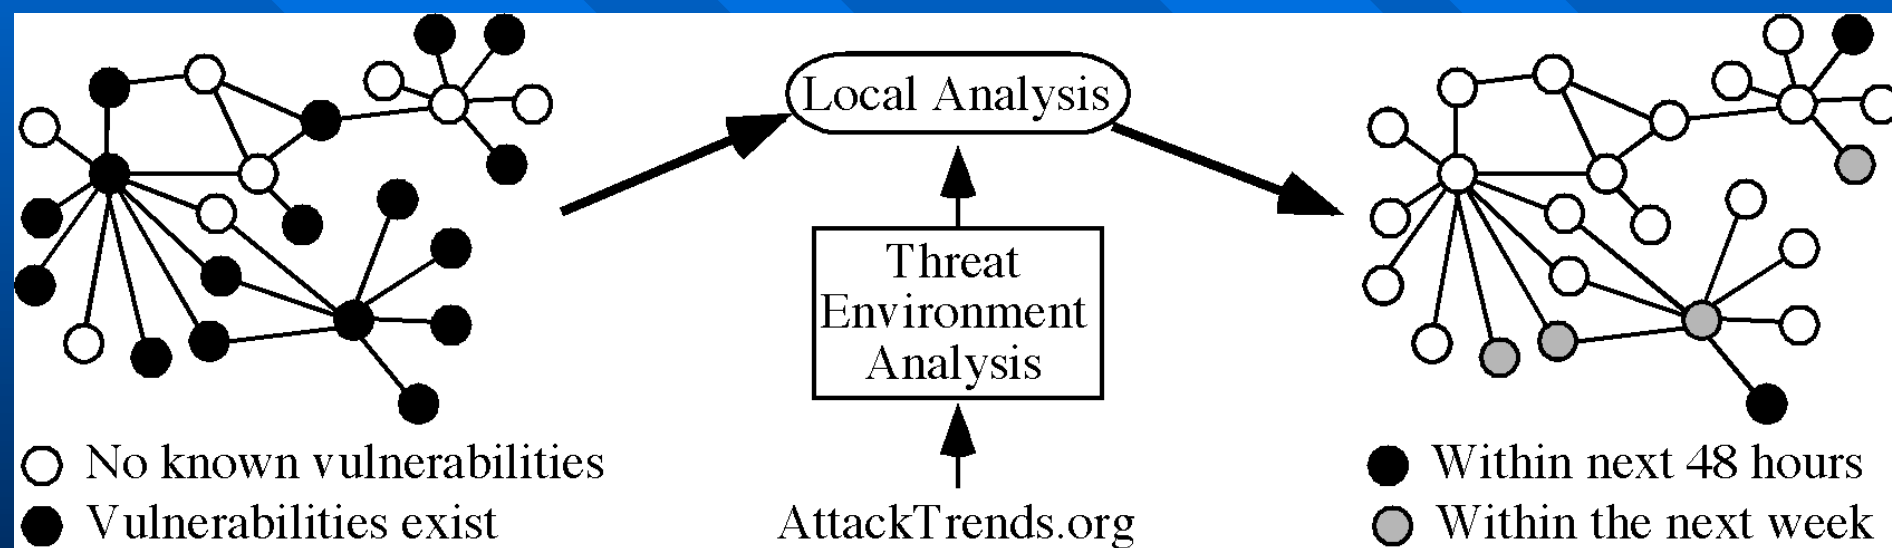 Local Analysis
Threat
Environment
Analysis
AttackTrends.org
No known vulnerabilities
Vulnerabilities exist
Within next 48 hours
Within the next week